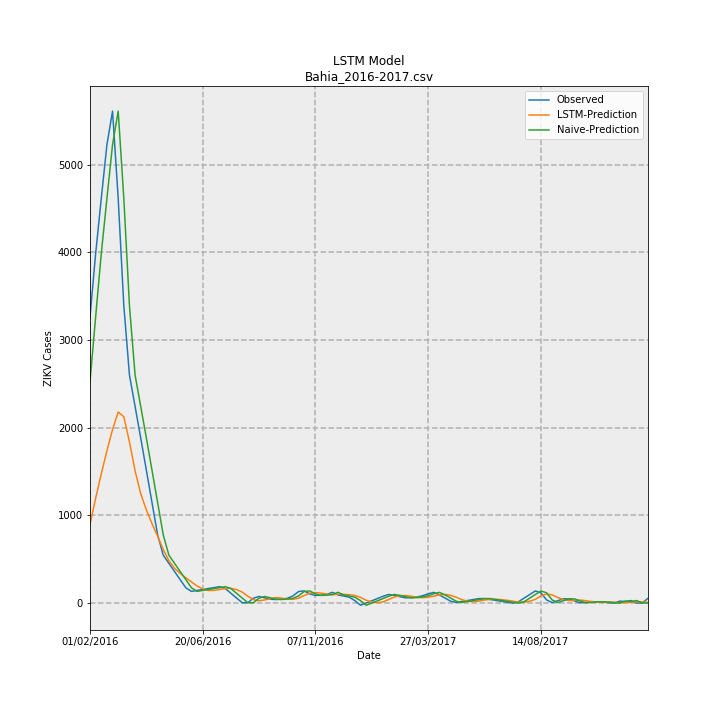 LSTM Model
Bahia_2016-2017.csv
Observed
LSTM-Prediction
Naive-Prediction
5000
4000
3000
2000
1000
0
ZIKV Cases
01/02/2016
20/06/2016
07/11/2016
27/03/2017
14/08/2017
Date